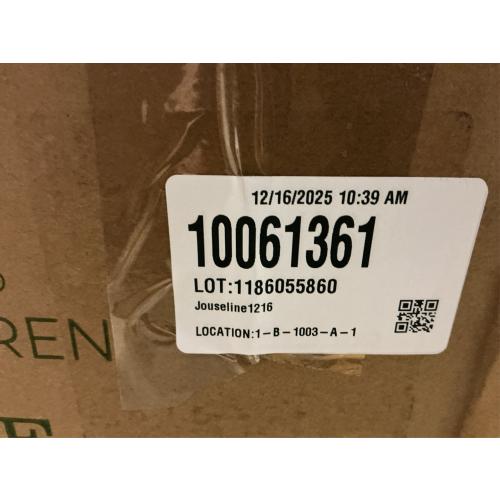 12/16/2025 10:39 AM
10061361
LOT:1186055860
Jouseline1216
LOCATION:1-B-1003-A-1
REN